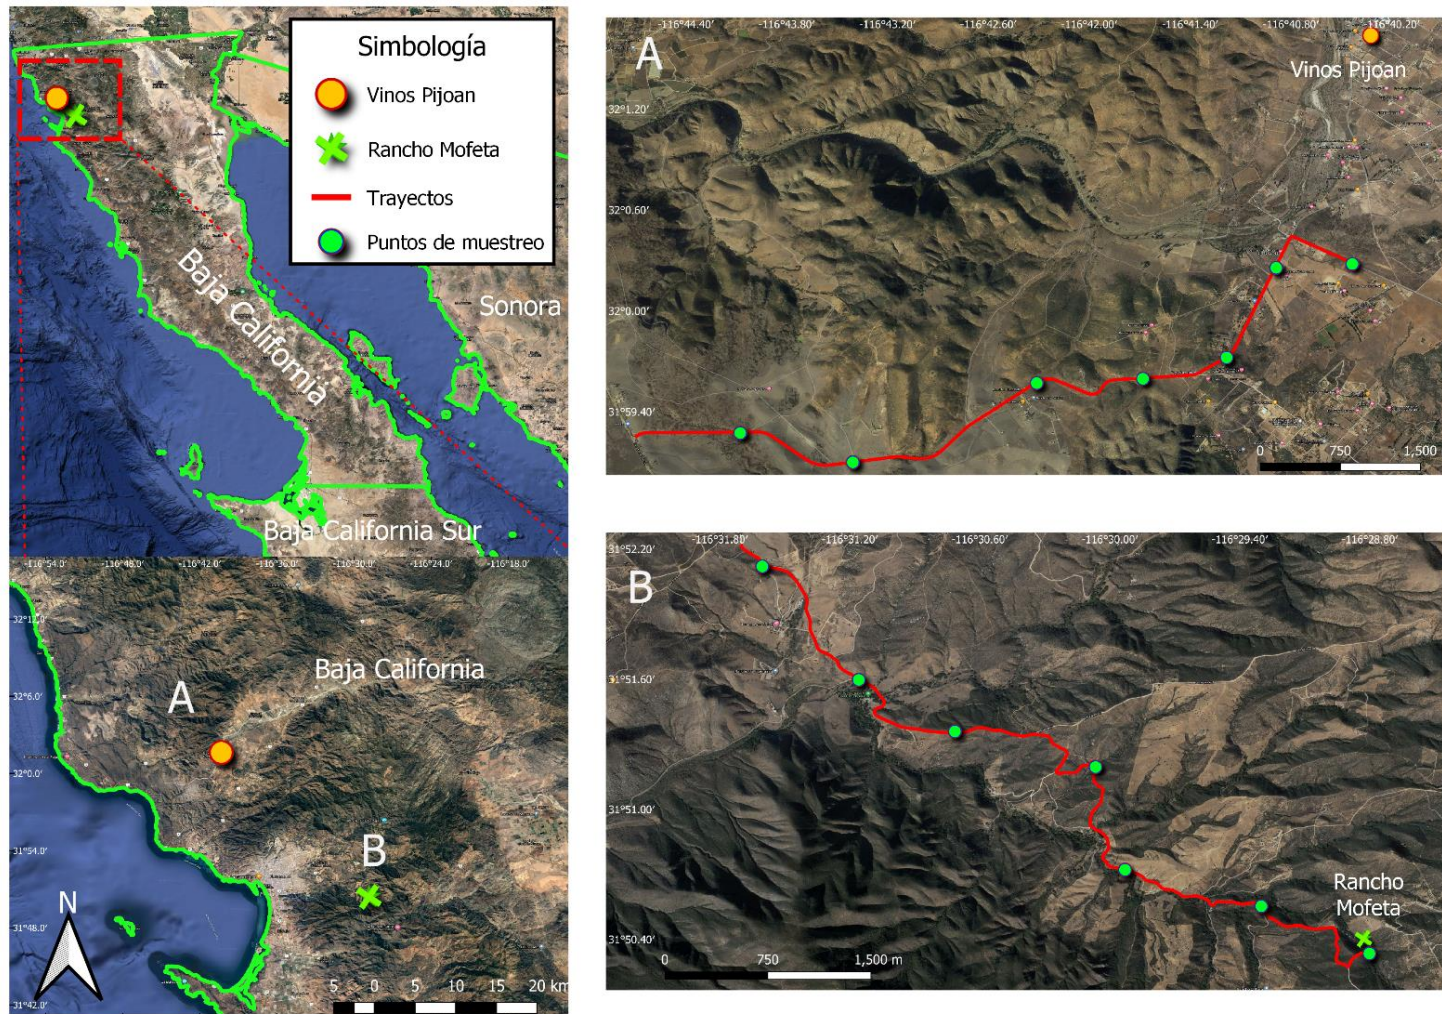 Simbología
Vinos Pijoan
Rancho Mofeta
Trayectos
Puntos de muestreo
Baja California
Sonora
Baja California Sur
-116°54.0' -116°48.0' -116°42.0' -116°36.0' -116°30.0' -116°24.0' -116°18.0'
32°12.0'
32°6.0'
32°0.0'
31°54.0'
31°48.0'
31°42.0'
A
Baja California
B
N
5 0 5 10 15 20 km
-116°44.40' -116°43.80' -116°43.20' -116°42.60' -116°42.00' -116°41.40' -116°40.80' -116°40.20'
A
Vinos Pijoan
32°1.20'
32°0.60'
32°0.00'
31°59.40'
0 750 1,500
-116°31.80' -116°31.20' -116°30.60' -116°30.00' -116°29.40' -116°28.80'
31°52.20'
B
31°51.60'
31°51.00'
31°50.40'
Rancho
Mofeta
0 750 1,500 m